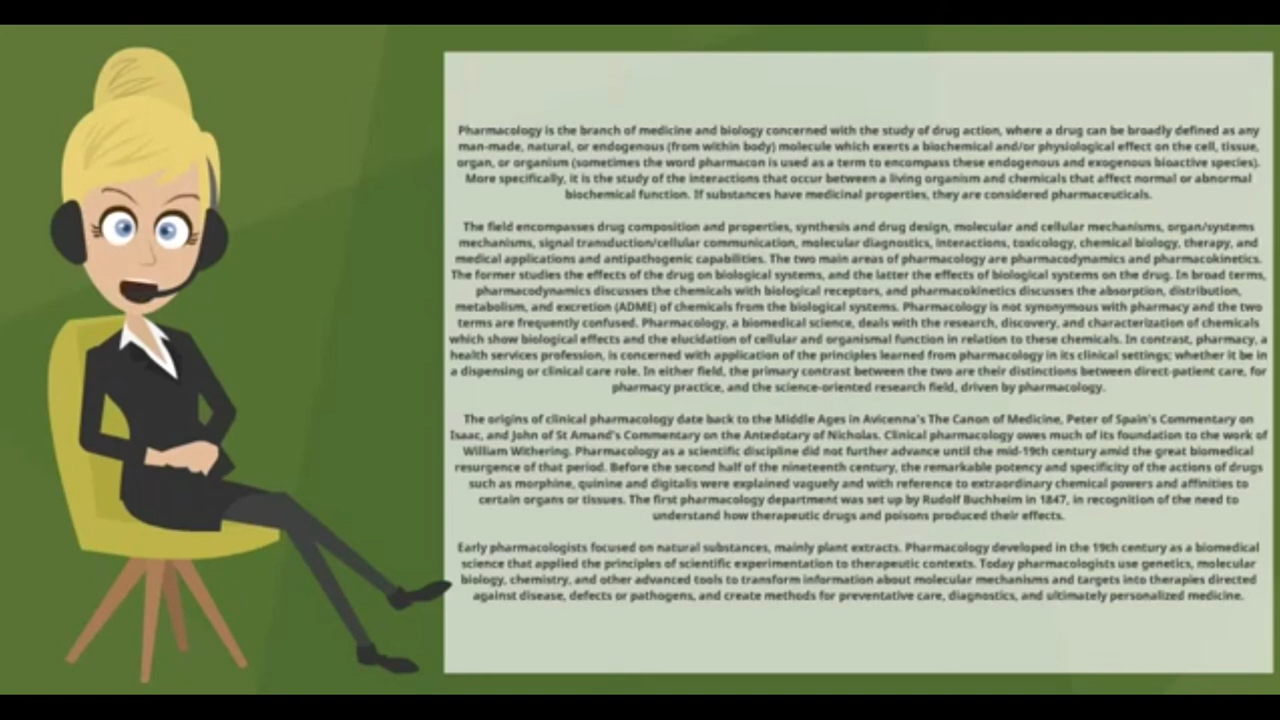 Pharmacology is the branch of medicine and biology concerned with the study of drug action, where a drug can be broadly defined as any
man-made, natural, or endogenous (from within body) molecule which exerts a biochemical and/or physiological effect on the cell, tissue,
organ, or organism (sometimes the word pharmacon is used as a term to encompass these endogenous and exogenous bioactive species).
More specifically, it is the study of the interactions that occur between a living organism and chemicals that affect normal or abnormal
biochemical function. If substances have medicinal properties, they are considered pharmaceuticals.
The field encompasses drug composition and properties, synthesis and drug design, molecular and cellular mechanisms, organ/systems
mechanisms, signal transduction/cellular communication, molecular diagnostics, interactions, toxicology, chemical biology, therapy, and
medical applications and antipathogenic capabilities. The two main areas of pharmacology are pharmacodynamics and pharmacokinetics.
The former studies the effects of the drug on biological systems, and the latter the effects of biological systems on the drug. In broad terms,
pharmacodynamics discusses the chemicals with biological receptors, and pharmacokinetics discusses the absorption, distribution,
metabolism, and excretion (ADME) of chemicals from the biological systems. Pharmacology is not synonymous with pharmacy and the two
terms are frequently confused. Pharmacology, a biomedical science, deals with the research, discovery, and characterization of chemicals
which show biological effects and the elucidation of cellular and organismal function in relation to these chemicals. In contrast, pharmacy, a
health services profession, is concerned with application of the principles learned from pharmacology in its clinical settings; whether it be in
a dispensing or clinical care role. In either field, the primary contrast between the two are their distinctions between direct-patient care, for
pharmacy practice, and the science-oriented research field, driven by pharmacology.
The origins of clinical pharmacology date back to the Middle Ages in Avicenna's The Canon of Medicine, Peter of Spain's Commentary on
Isaac, and John of St Amand's Commentary on the Antedotary of Nicholas. Clinical pharmacology owes much of its foundation to the work of
William Withering. Pharmacology as a scientific discipline did not further advance until the mid-19th century amid the great biomedical
resurgence of that period. Before the second half of the nineteenth century, the remarkable potency and specificity of the actions of drugs
such as morphine, quinine and digitalis were explained vaguely and with reference to extraordinary chemical powers and affinities to
certain organs or tissues. The first pharmacology department was set up by Rudolf Buchheim in 1847, in recognition of the need to
understand how therapeutic drugs and poisons produced their effects.
Early pharmacologists focused on natural substances, mainly plant extracts. Pharmacology developed in the 19th century as a biomedical
science that applied the principles of scientific experimentation to therapeutic contexts. Today pharmacologists use genetics, molecular
biology, chemistry, and other advanced tools to transform information about molecular mechanisms and targets into therapies directed
against disease, defects or pathogens, and create methods for preventative care, diagnostics, and ultimately personalized medicine.